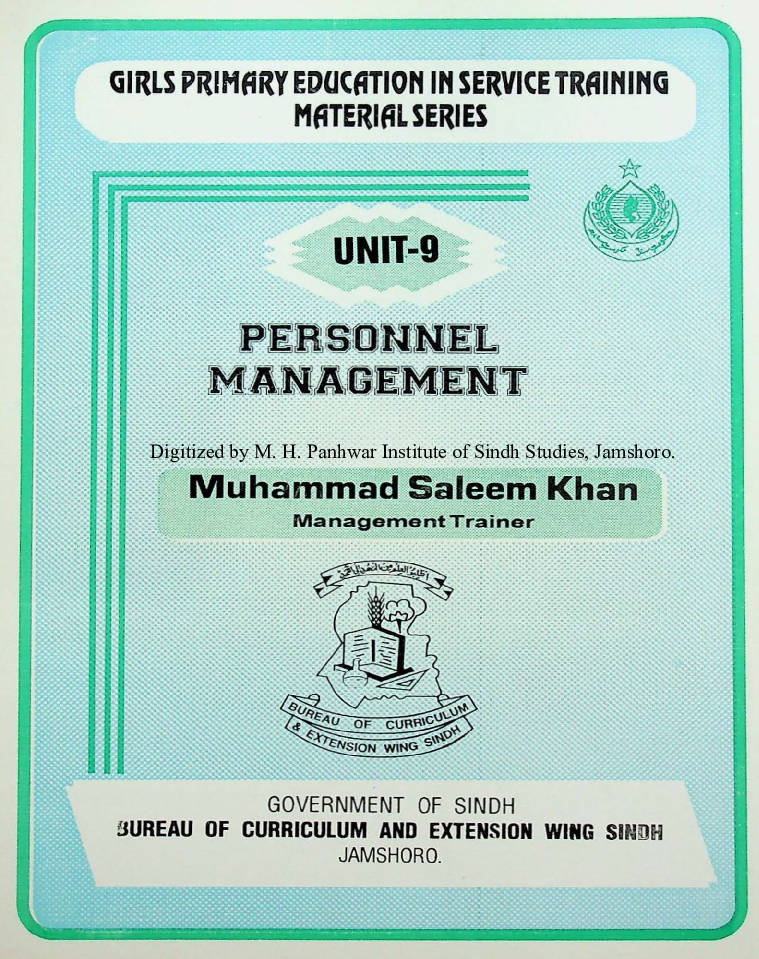 GIRLS PRIMARY EDUCATION IN SERVICE TRAINING
MATERIAL SERIES
UNIT-9
PERSONNEL
MANAGEMENT
Digitized by M. H. Panhwar Institute of Sindh Studies, Jamshoro.
Muhammad Saleem Khan
Management Trainer
BUREAU OF CURRICULUM
& EXTENSION WING SINDH
GOVERNMENT OF SINDH
BUREAU OF CURRICULUM AND EXTENSION WING SINDH
JAMSHORO.